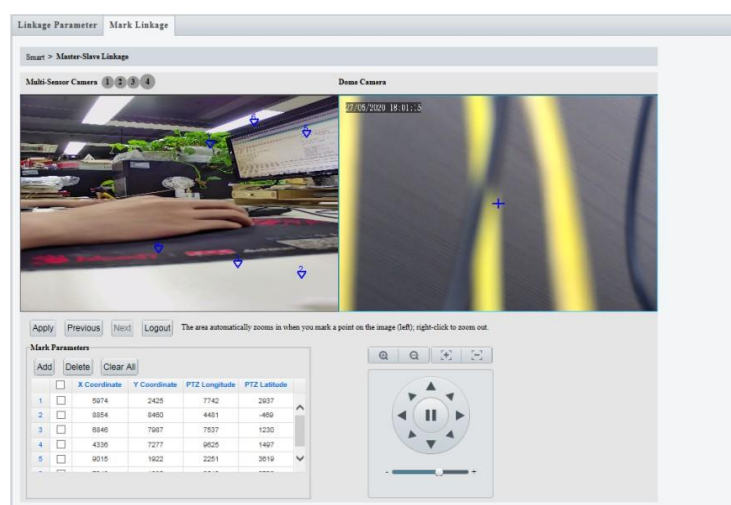 Linkage Parameter Mark Linkage
Smart > Master-Slave Linkage
Multi-Sensor Camera 1 2 3 4 Dome Camera
27/05/2020 18:01:15
Apply Previous Next Logout The area automatically zooms in when you mark a point on the image (left); right-click to zoom out.
Mark Parameters
Add Delete Clear All
X Coordinate Y Coordinate PTZ Longitude PTZ Latitude
1 5974 2425 7742 2937
2 8854 8460 4481 -469
3 6846 7987 7537 1230
4 4336 7277 9625 1497
5 9015 1922 2251 3619
- +